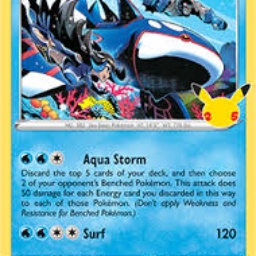 25
Aqua Storm
Discard the top 5 cards of your deck, and then choose
2 of your opponent's Benched Pokémon. This attack does
50 damage for each Energy card you discarded in this way
to each of those Pokémon. (Don't apply Weakness and
Resistance for Benched Pokémon.)
Surf 120